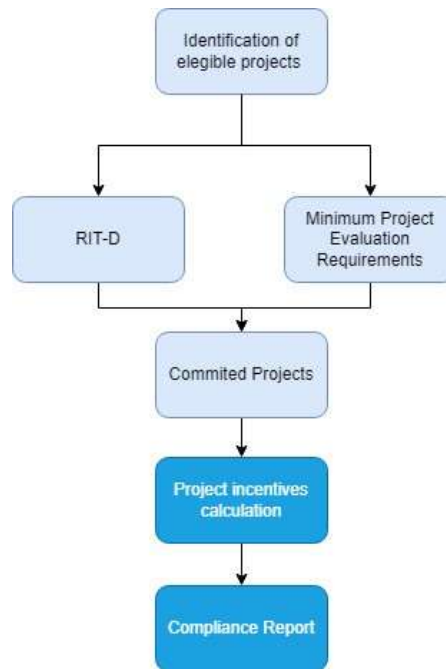 Identification of
elegible projects
RIT-D
Minimum Project
Evaluation
Requirements
Commited Projects
Project incentives
calculation
Compliance Report